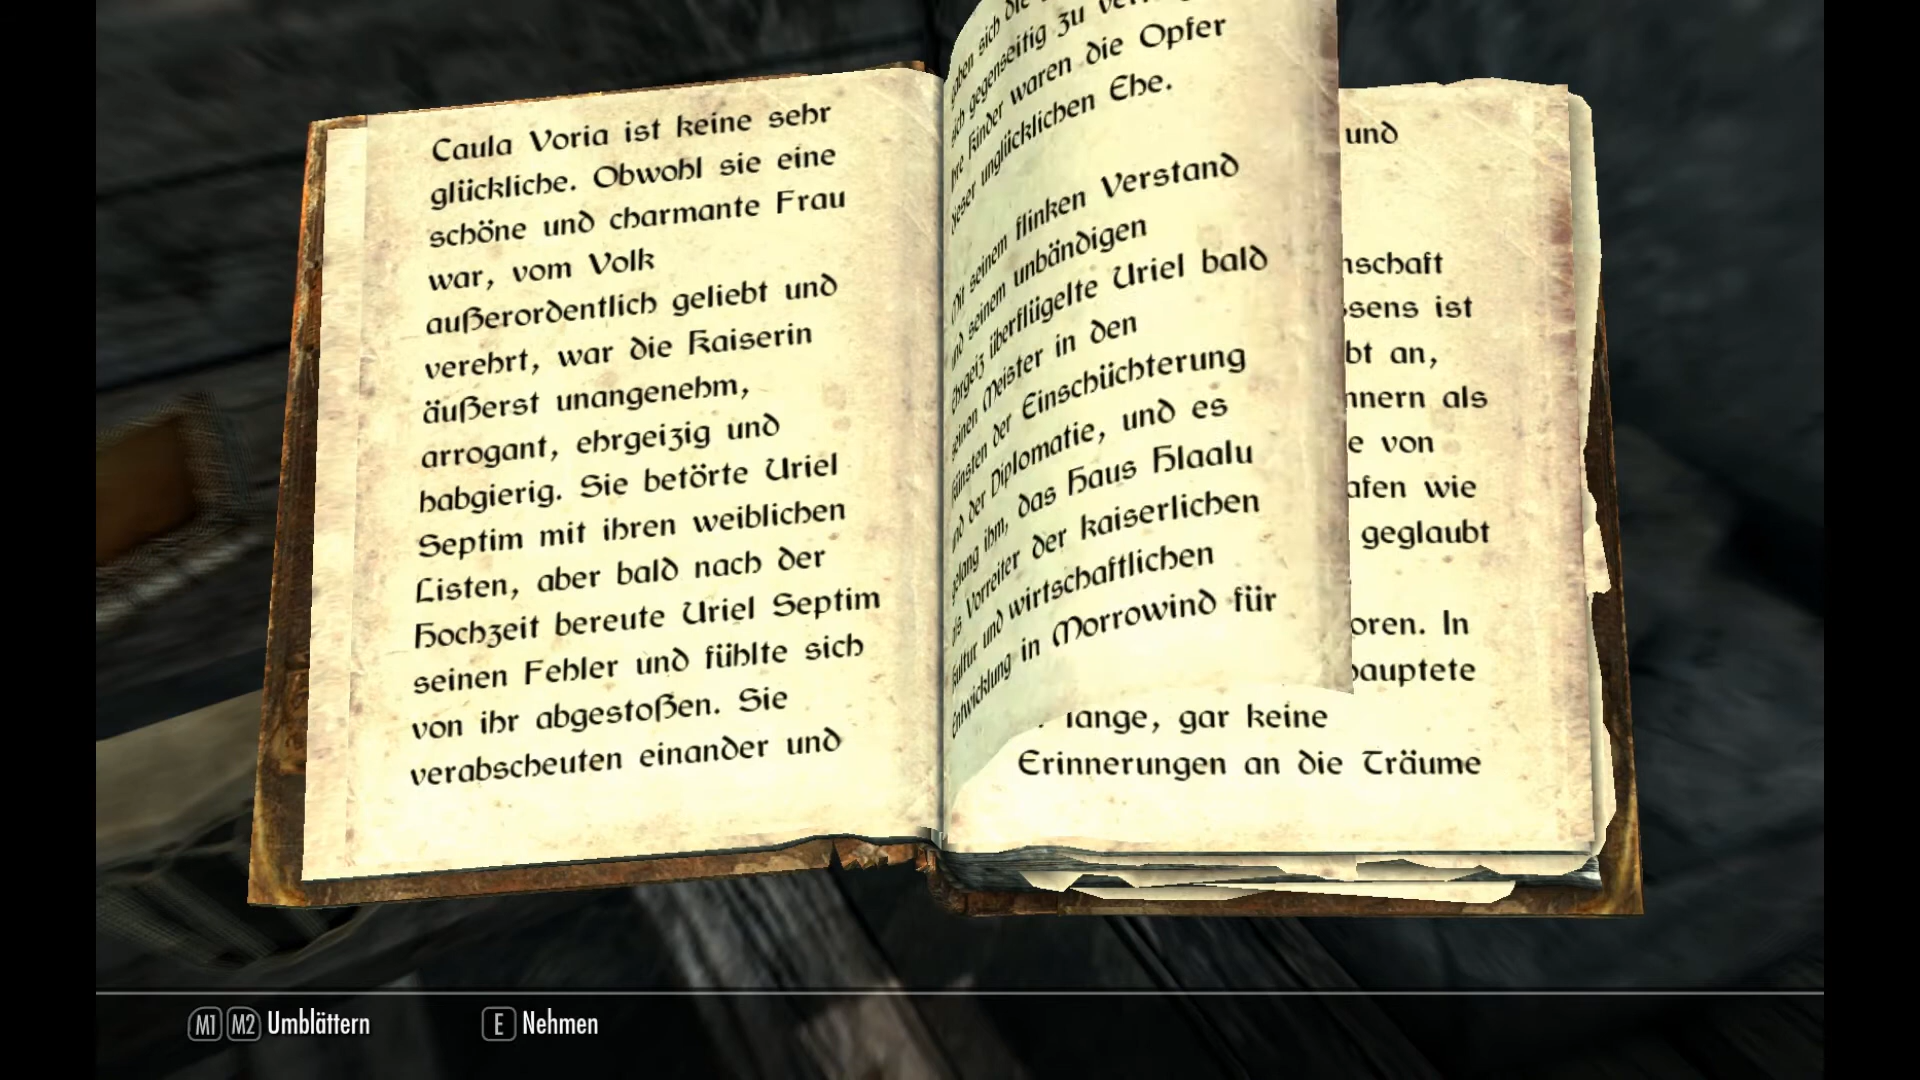 Caula Voria ist keine sehr
glückliche. Obwohl sie eine
schöne und charmante Frau
war, vom Volk
außerordentlich geliebt und
verehrt, war die Kaiserin
äußerst unangenehm,
arrogant, ehrgeizig und
habgierig. Sie betörte Uriel
Septim mit ihren weiblichen
Listen, aber bald nach der
Hochzeit bereute Uriel Septim
seinen Fehler und fühlte sich
von ihr abgestoßen. Sie
verabscheuten einander und
sich die
sich gegenseitig zu
Kinder waren die Opfer
dieser unglücklichen Ehe.
Mit seinem flinken Verstand
und seinem unbändigen
Ehrgeiz überflügelte Uriel bald
seinen Meister in den
Künsten der Einschüchterung
und der Diplomatie, und es
gelang ihm, das Haus Hlaalu
als Vorreiter der kaiserlichen
Kultur und wirtschaftlichen
Entwicklung in Morrowind für
und
nschaft
ssens ist
bt an,
nnern als
e von
afen wie
geglaubt
oren. In
hauptete
lange, gar keine
Erinnerungen an die Träume
M1 M2 Umblättern
E Nehmen